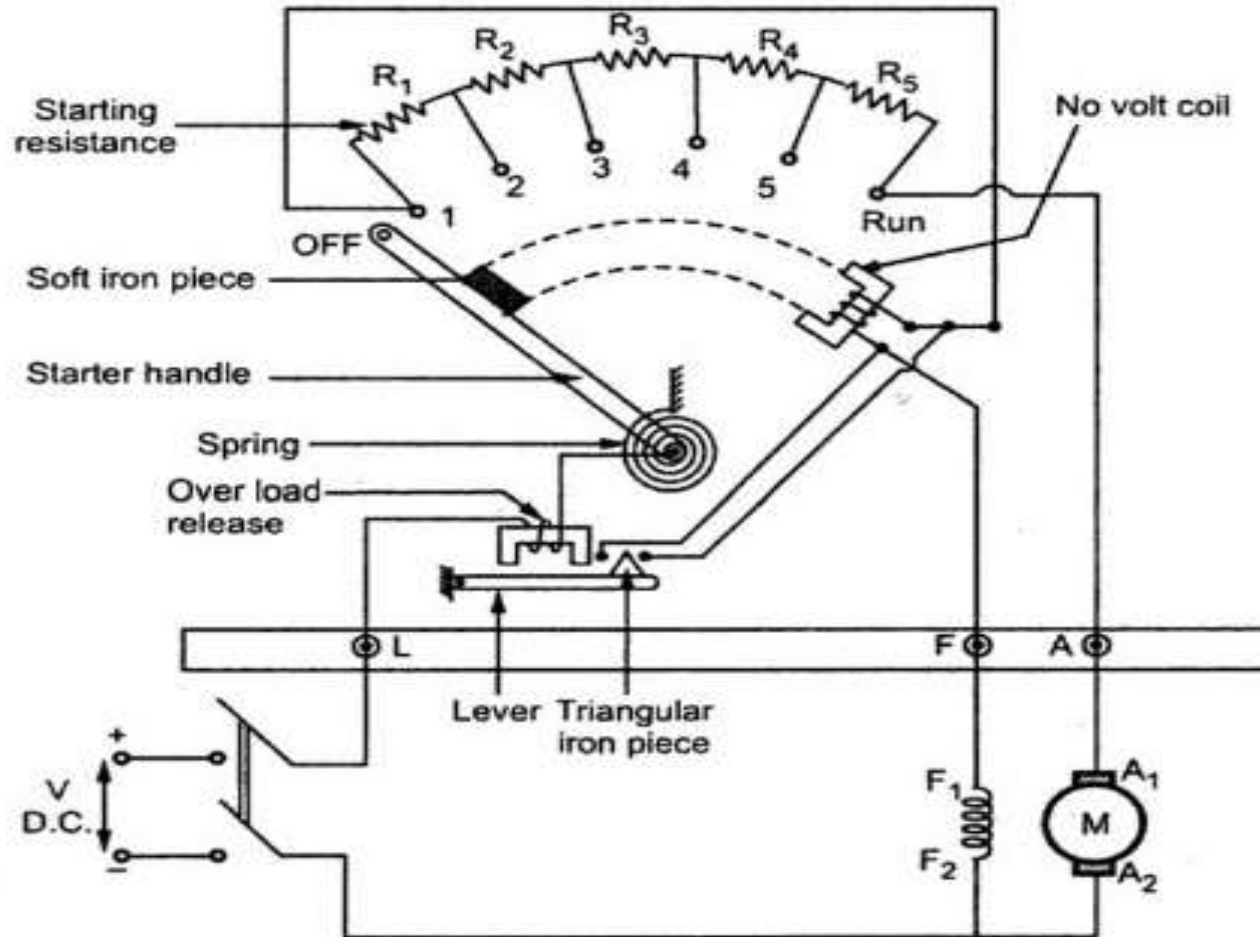 R1
R2
R3
R4
R5
Starting
resistance
No volt coil
1
2
3
4
5
Run
OFF
Soft iron piece
Starter handle
Spring
Over load
release
L
F
A
Lever
Triangular
iron piece
+
V
D.C.
−
F1
F2
A1
M
A2